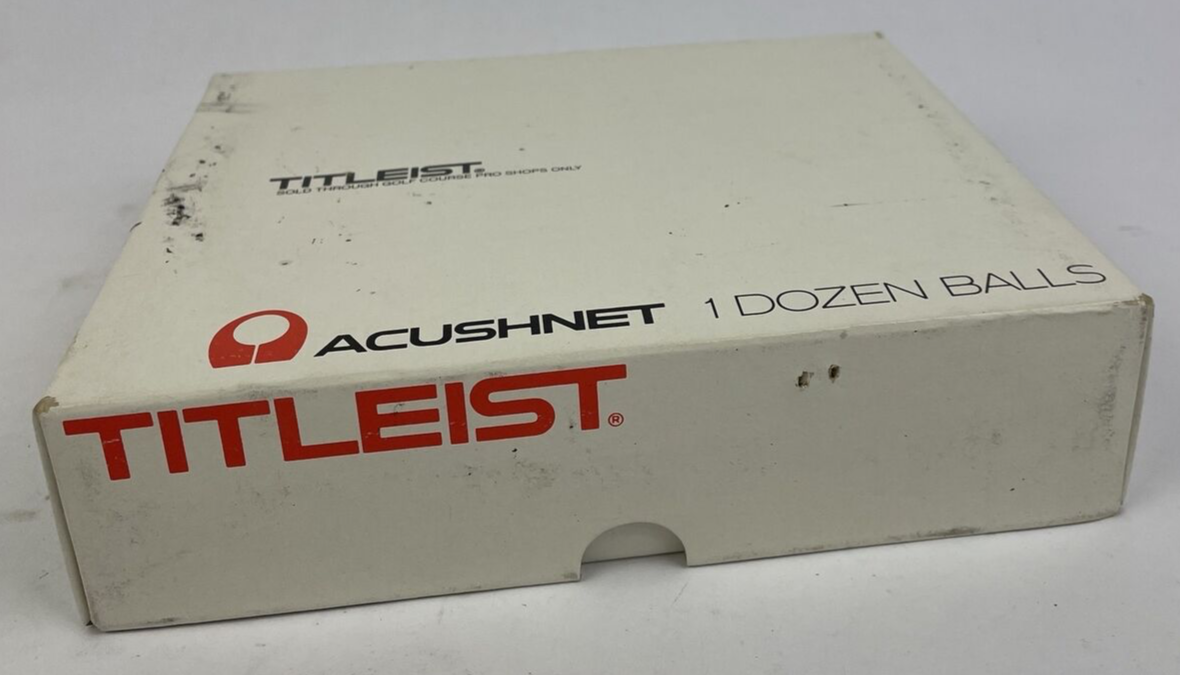 TITLEIST®
SOLD THROUGH GOLF COURSE PRO SHOPS ONLY
ACUSHNET 1 DOZEN BALLS
TITLEIST®